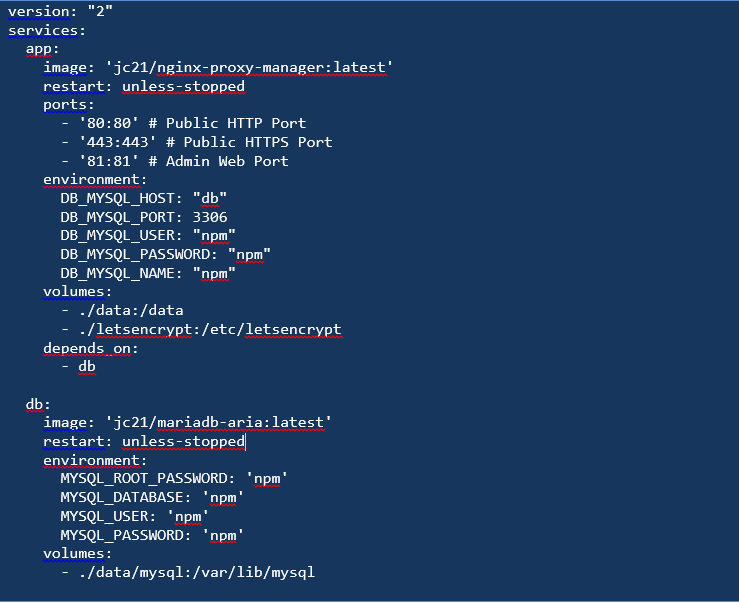 version: "2"
services:
  app:
    image: 'jc21/nginx-proxy-manager:latest'
    restart: unless-stopped
    ports:
      - '80:80' # Public HTTP Port
      - '443:443' # Public HTTPS Port
      - '81:81' # Admin Web Port
    environment:
      DB_MYSQL_HOST: "db"
      DB_MYSQL_PORT: 3306
      DB_MYSQL_USER: "npm"
      DB_MYSQL_PASSWORD: "npm"
      DB_MYSQL_NAME: "npm"
    volumes:
      - ./data:/data
      - ./letsencrypt:/etc/letsencrypt
    depends_on:
      - db

  db:
    image: 'jc21/mariadb-aria:latest'
    restart: unless-stopped
    environment:
      MYSQL_ROOT_PASSWORD: 'npm'
      MYSQL_DATABASE: 'npm'
      MYSQL_USER: 'npm'
      MYSQL_PASSWORD: 'npm'
    volumes:
      - ./data/mysql:/var/lib/mysql